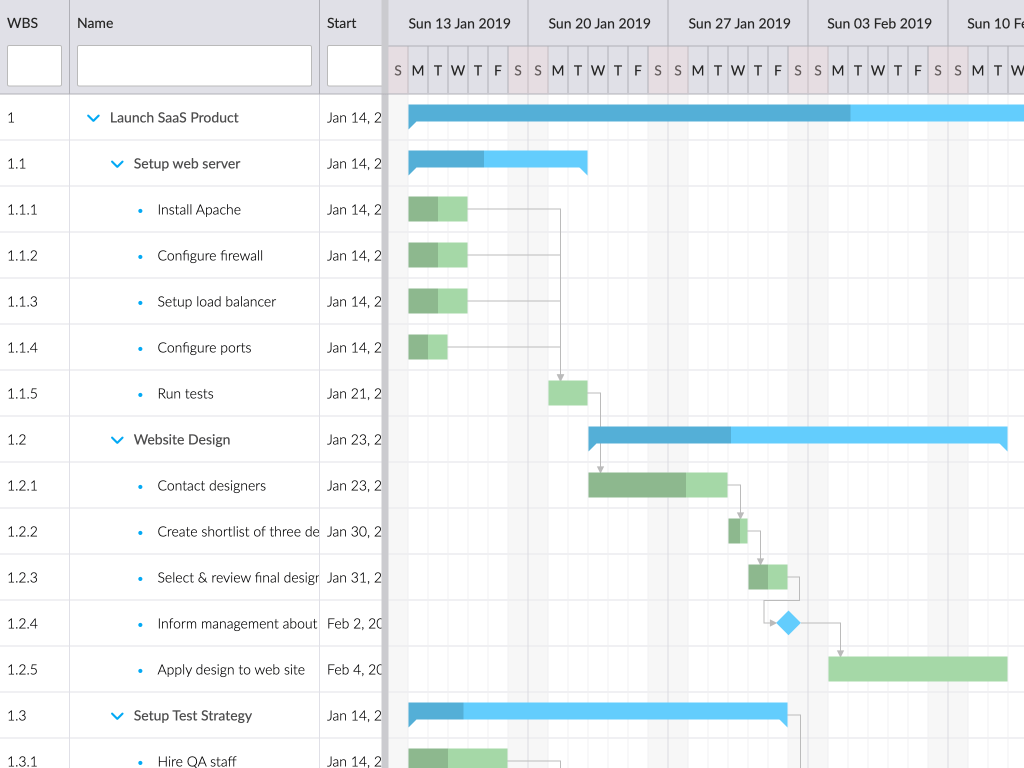 WBS Name Start Sun 13 Jan 2019 Sun 20 Jan 2019 Sun 27 Jan 2019 Sun 03 Feb 2019 Sun 10 Fe
S M T W T F S S M T W T F S S M T W T F S S M T W T F S S M T W
1 Launch SaaS Product Jan 14, 2
1.1 Setup web server Jan 14, 2
1.1.1 • Install Apache Jan 14, 2
1.1.2 • Configure firewall Jan 14, 2
1.1.3 • Setup load balancer Jan 14, 2
1.1.4 • Configure ports Jan 14, 2
1.1.5 • Run tests Jan 21, 2
1.2 Website Design Jan 23, 2
1.2.1 • Contact designers Jan 23, 2
1.2.2 • Create shortlist of three de Jan 30, 2
1.2.3 • Select & review final desigr Jan 31, 2
1.2.4 • Inform management about Feb 2, 20
1.2.5 • Apply design to web site Feb 4, 20
1.3 Setup Test Strategy Jan 14, 2
1.3.1 • Hire QA staff Jan 14, 2